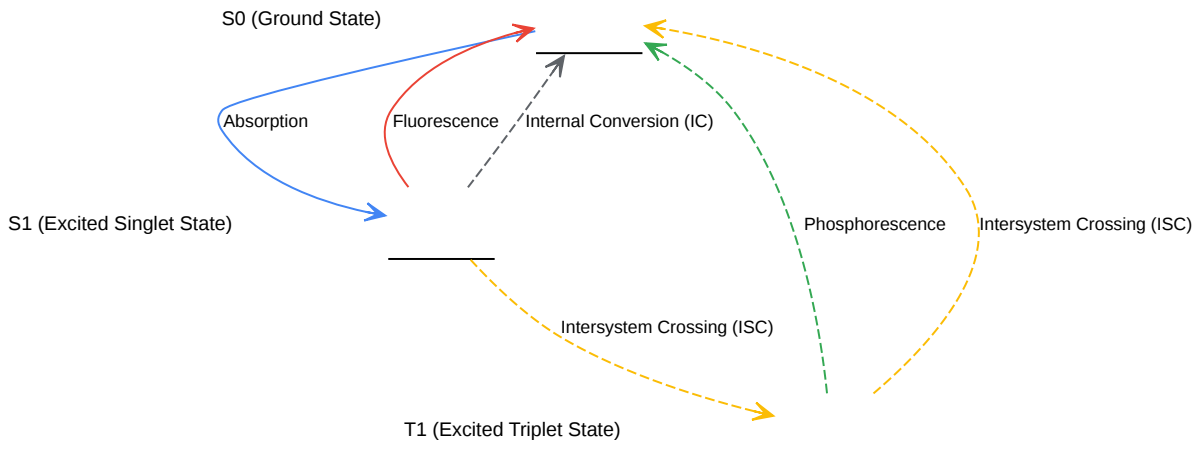 S0 (Ground State)
Absorption
Fluorescence
Internal Conversion (IC)
S1 (Excited Singlet State)
Phosphorescence
Intersystem Crossing (ISC)
Intersystem Crossing (ISC)
T1 (Excited Triplet State)